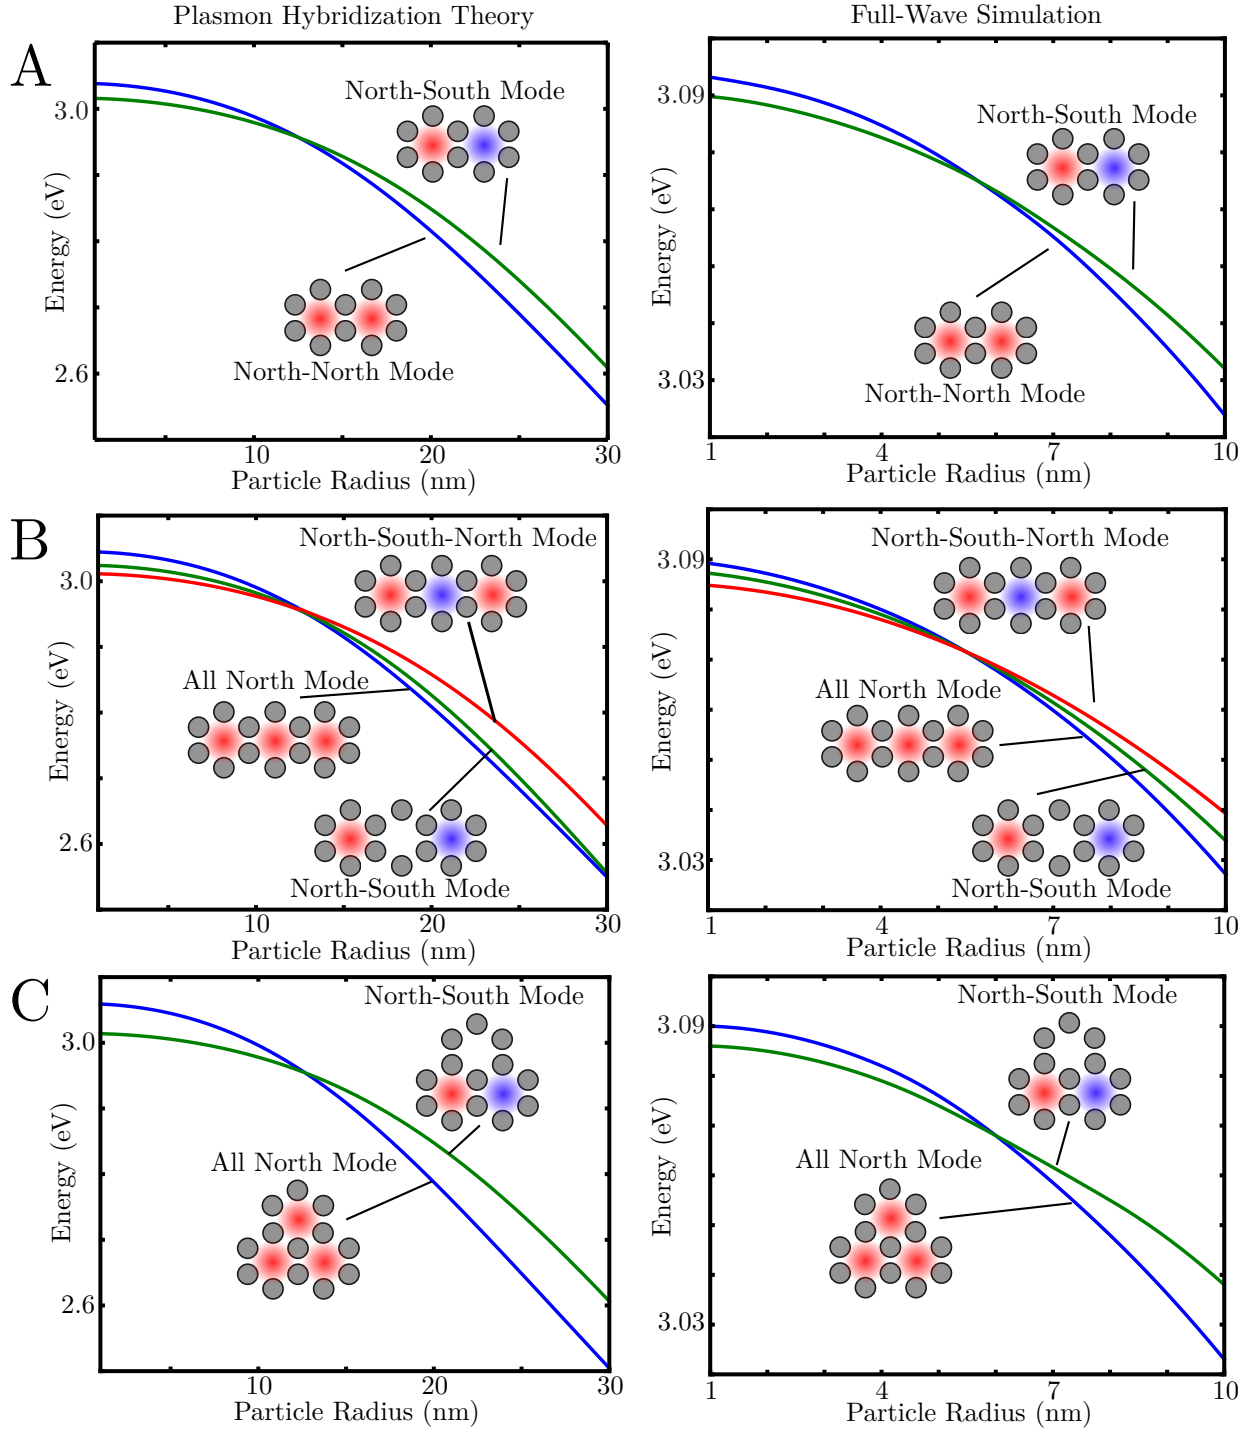 Plasmon Hybridization Theory
Full-Wave Simulation
A
North-South Mode
North-North Mode
3.0
2.6
Energy (eV)
10
20
30
Particle Radius (nm)
North-South Mode
North-North Mode
3.09
3.03
Energy (eV)
1
4
7
10
Particle Radius (nm)
B
North-South-North Mode
All North Mode
North-South Mode
3.0
2.6
Energy (eV)
10
20
30
Particle Radius (nm)
North-South-North Mode
All North Mode
North-South Mode
3.09
3.03
Energy (eV)
1
4
7
10
Particle Radius (nm)
C
North-South Mode
All North Mode
3.0
2.6
Energy (eV)
10
20
30
Particle Radius (nm)
North-South Mode
All North Mode
3.09
3.03
Energy (eV)
1
4
7
10
Particle Radius (nm)